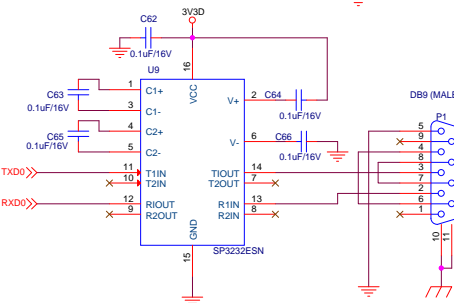 3V3D
C62
0.1uF/16V
U9
16
VCC
C63
0.1uF/16V
1
C1+
3
C1-
C65
0.1uF/16V
4
C2+
5
C2-
2
V+
C64
0.1uF/16V
6
V-
C66
0.1uF/16V
DB9 (MALE
P1
TXD0
11
T1IN
10
T2IN
14
TIOUT
7
T2OUT
RXD0
12
RIOUT
9
R2OUT
13
R1IN
8
R2IN
GND
15
SP3232ESN
5
9
4
8
3
7
2
6
1
10
11